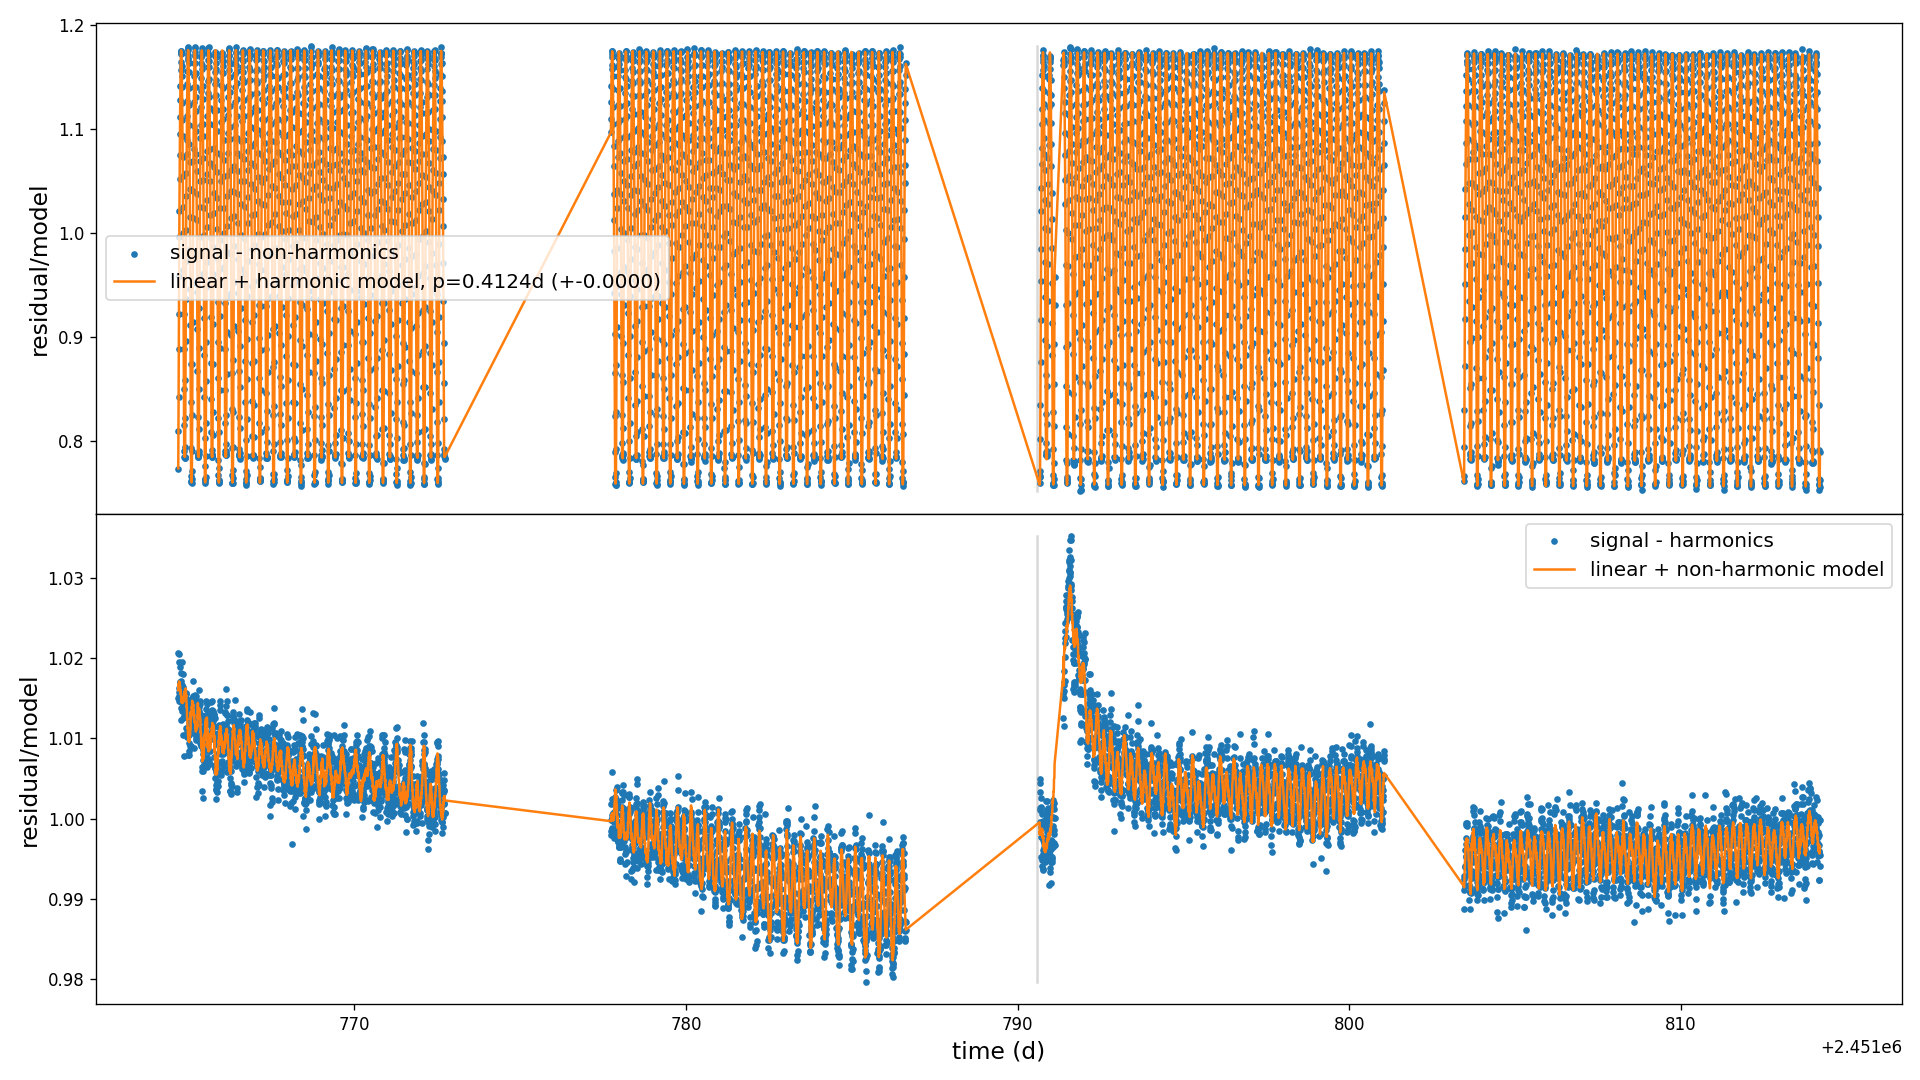 1.2
1.1
1.0
0.9
0.8
residual/model
signal - non-harmonics
linear + harmonic model, p=0.4124d (+-0.0000)
1.03
1.02
1.01
1.00
0.99
0.98
residual/model
signal - harmonics
linear + non-harmonic model
770 780 790 800 810
time (d)
+2.451e6